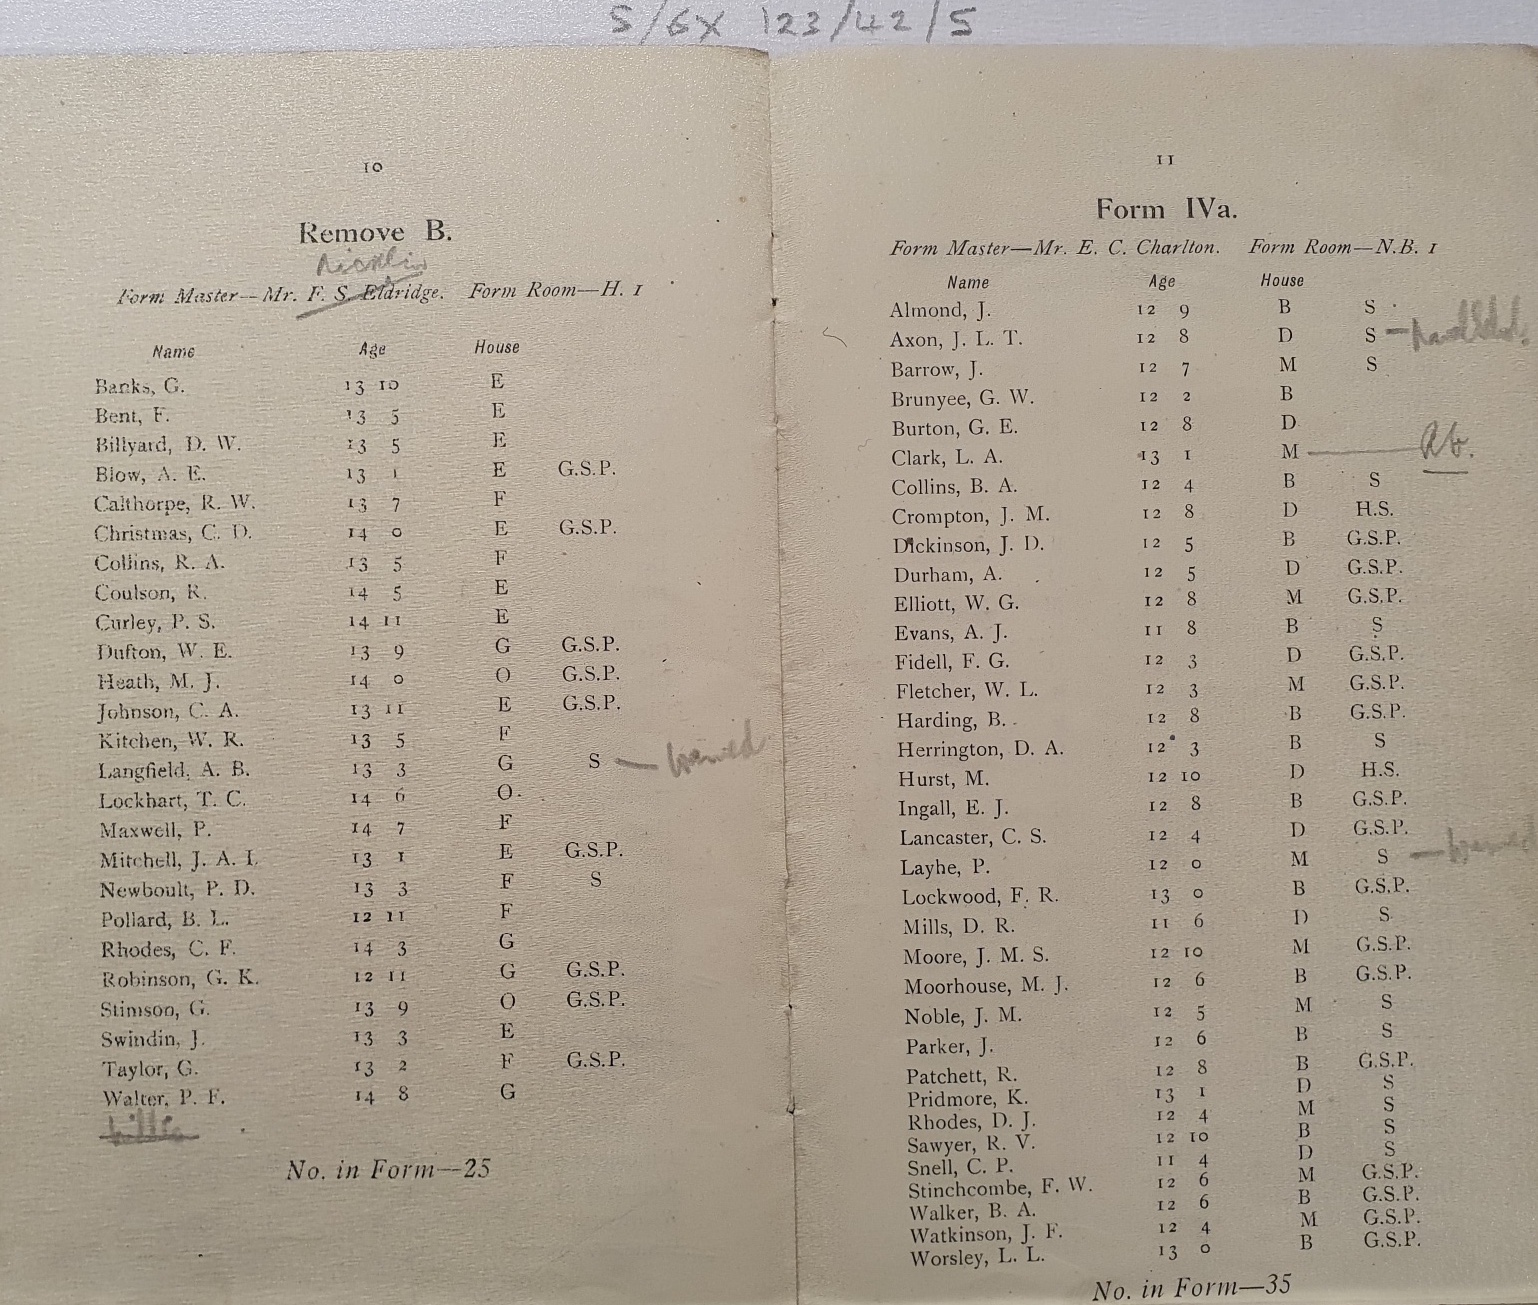 S/6X 123/42/5
10
Remove B.
Form Master—Mr. F. S. Eldridge. Form Room—H. 1
Name Age House
Banks, G. 13 10 E
Bent, F. 13 5 E
Billyard, D. W. 13 5 E
Blow, A. E. 13 1 E G.S.P.
Calthorpe, R. W. 13 7 F
Christmas, C. D. 14 0 E G.S.P.
Collins, R. A. 13 5 F
Coulson, R. 14 5 E
Curley, P. S. 14 11 E
Dufton, W. E. 13 9 G G.S.P.
Heath, M. J. 14 0 O G.S.P.
Johnson, C. A. 13 11 E G.S.P.
Kitchen, W. R. 13 5 F
Langfield, A. B. 13 3 G S —
Lockhart, T. C. 14 6 O
Maxwell, P. 14 7 F
Mitchell, J. A. I. 13 1 E G.S.P.
Newboult, P. D. 13 3 F S
Pollard, B. L. 12 11 F
Rhodes, C. F. 14 3 G
Robinson, G. K. 12 11 G G.S.P.
Stimson, G. 13 9 O G.S.P.
Swindin, J. 13 3 E
Taylor, G. 13 2 F G.S.P.
Walter, P. F. 14 8 G
No. in Form—25
11
Form IVa.
Form Master—Mr. E. C. Charlton. Form Room—N.B. 1
Name Age House
Almond, J. 12 9 B S
Axon, J. L. T. 12 8 D S —
Barrow, J. 12 7 M S
Brunyee, G. W. 12 2 B
Burton, G. E. 12 8 D
Clark, L. A. 13 1 M —
Collins, B. A. 12 4 B S
Crompton, J. M. 12 8 D H.S.
Dickinson, J. D. 12 5 B G.S.P.
Durham, A. 12 5 D G.S.P.
Elliott, W. G. 12 8 M G.S.P.
Evans, A. J. 11 8 B S
Fidell, F. G. 12 3 D G.S.P.
Fletcher, W. L. 12 3 M G.S.P.
Harding, B. 12 8 B G.S.P.
Herrington, D. A. 12 3 B S
Hurst, M. 12 10 D H.S.
Ingall, E. J. 12 8 B G.S.P.
Lancaster, C. S. 12 4 D G.S.P.
Layhe, P. 12 0 M S —
Lockwood, F. R. 13 0 B G.S.P.
Mills, D. R. 11 6 D S
Moore, J. M. S. 12 10 M G.S.P.
Moorhouse, M. J. 12 6 B G.S.P.
Noble, J. M. 12 5 M S
Parker, J. 12 6 B S
Patchett, R. 12 8 B G.S.P.
Pridmore, K. 13 1 D S
Rhodes, D. J. 12 4 M S
Sawyer, R. V. 12 10 B S
Snell, C. P. 11 4 D S
Stinchcombe, F. W. 12 6 M G.S.P.
Walker, B. A. 12 6 B G.S.P.
Watkinson, J. F. 12 4 M G.S.P.
Worsley, L. L. 13 0 B G.S.P.
No. in Form—35